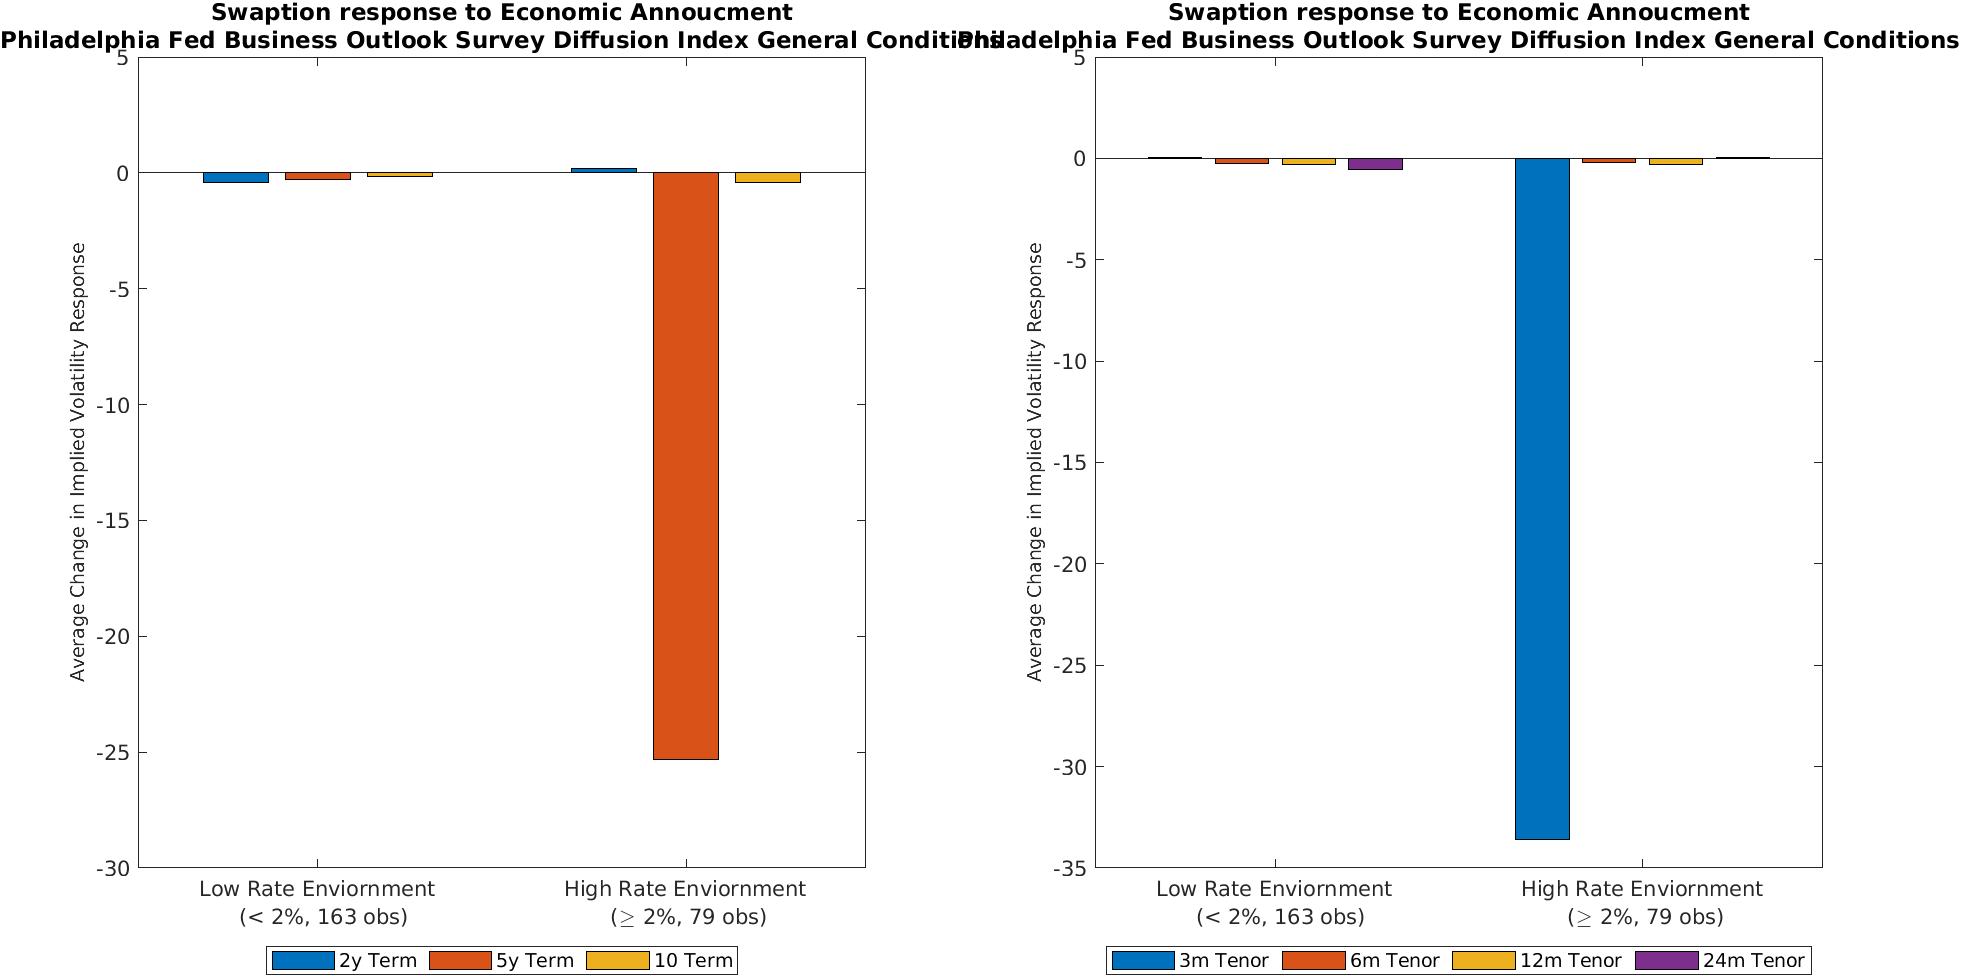 Swaption response to Economic Annoucment
Philadelphia Fed Business Outlook Survey Diffusion Index General Conditions
5
0
-5
-10
-15
-20
-25
-30
Average Change in Implied Volatility Response
Low Rate Enviornment
(< 2%, 163 obs)
High Rate Enviornment
(≥ 2%, 79 obs)
2y Term 5y Term 10 Term
Swaption response to Economic Annoucment
Philadelphia Fed Business Outlook Survey Diffusion Index General Conditions
5
0
-5
-10
-15
-20
-25
-30
-35
Average Change in Implied Volatility Response
Low Rate Enviornment
(< 2%, 163 obs)
High Rate Enviornment
(≥ 2%, 79 obs)
3m Tenor 6m Tenor 12m Tenor 24m Tenor